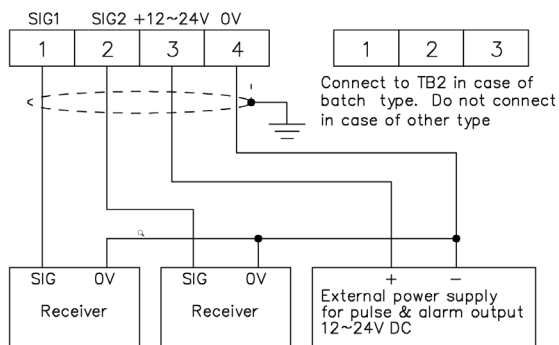 SIG1 SIG2 +12~24V 0V
1 2 3 4
1 2 3
Connect to TB2 in case of
batch type. Do not connect
in case of other type
SIG 0V
Receiver
SIG 0V
Receiver
+ −
External power supply
for pulse & alarm output
12~24V DC